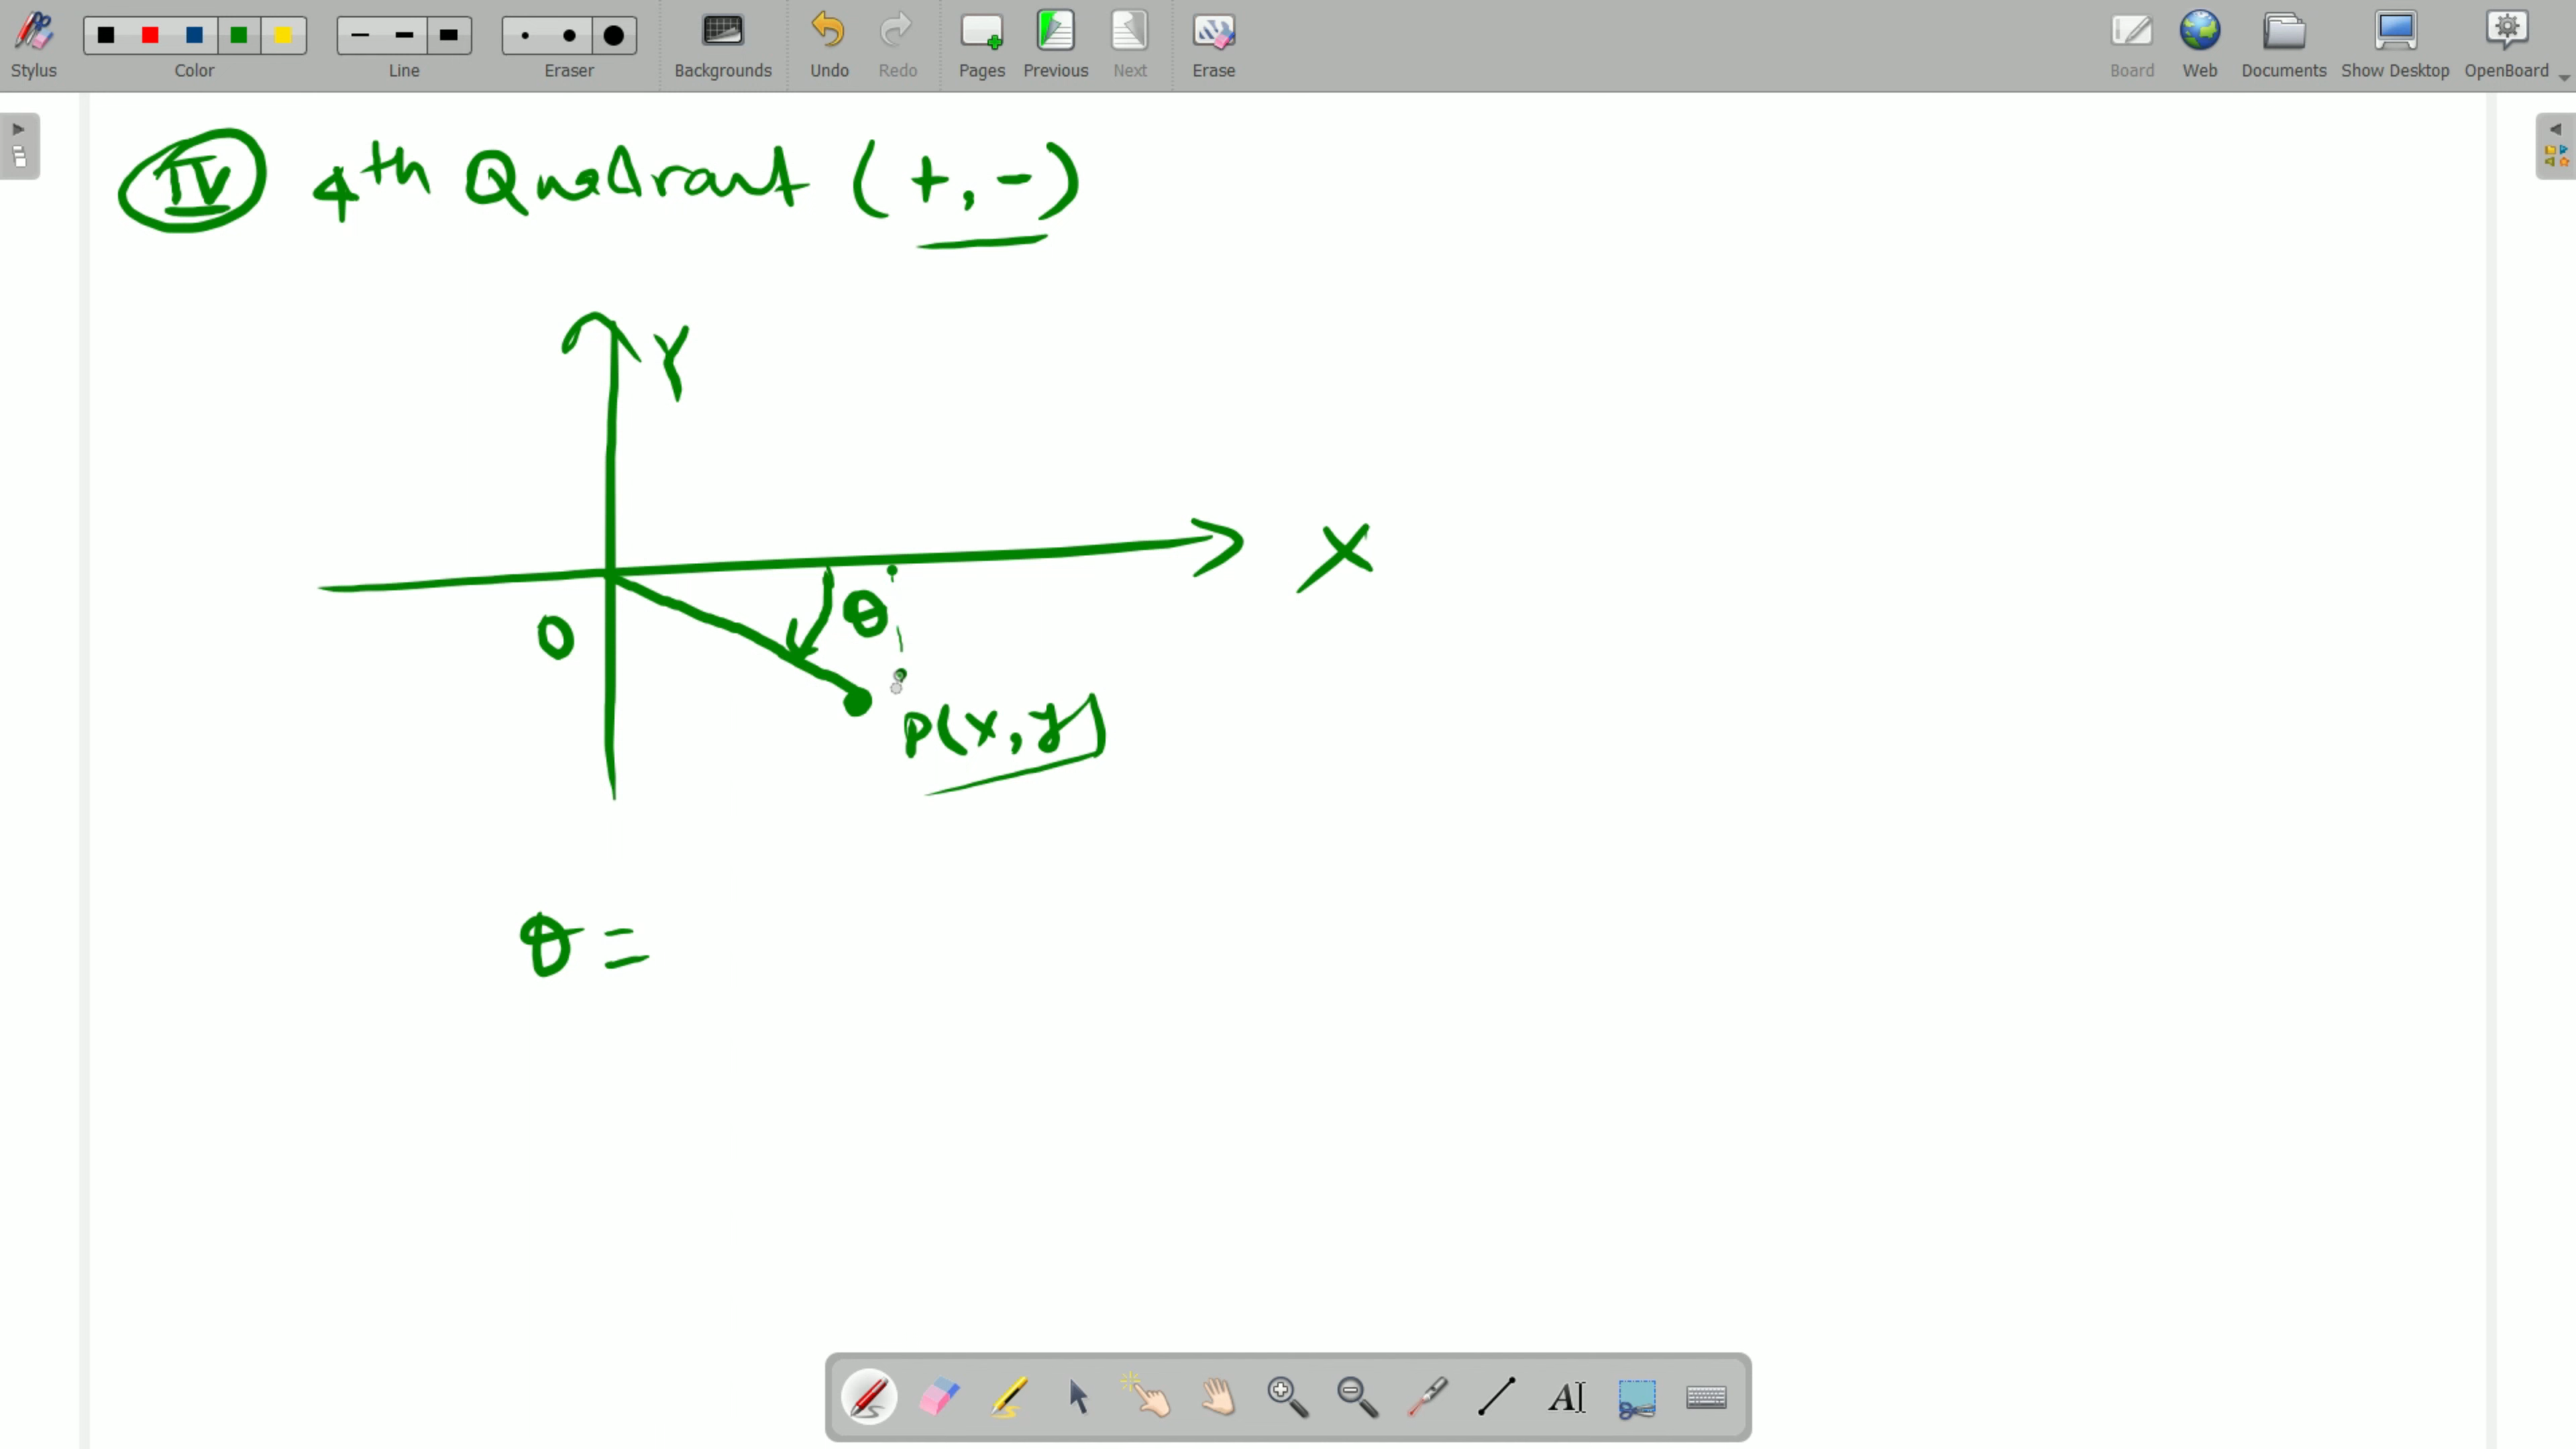 Stylus Color Line Eraser Backgrounds Undo Redo Pages Previous Next Erase Board Web Documents Show Desktop OpenBoard
IV 4th Quadrant (+,-)
Y
X
θ
O
P(x,y)
θ =
AI